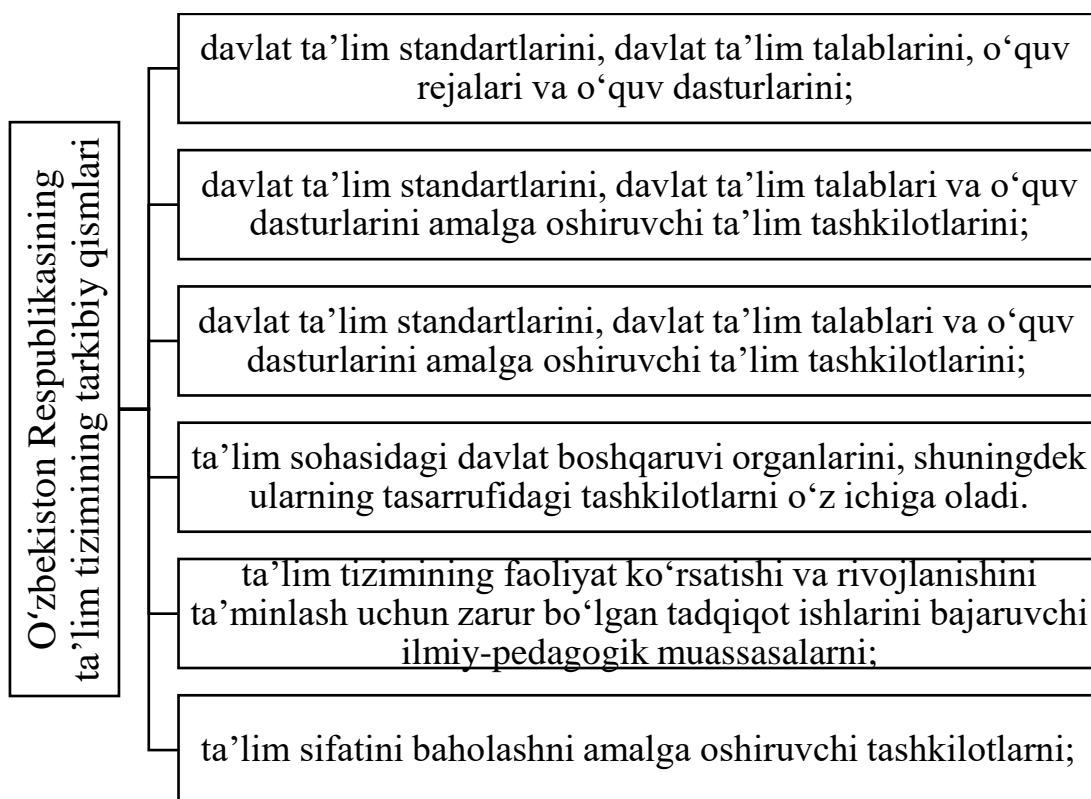 O‘zbekiston Respublikasining
ta’lim tizimining tarkibiy qismlari
davlat ta’lim standartlarini, davlat ta’lim talablarini, o‘quv
rejalari va o‘quv dasturlarini;
davlat ta’lim standartlarini, davlat ta’lim talablari va o‘quv
dasturlarini amalga oshiruvchi ta’lim tashkilotlarini;
davlat ta’lim standartlarini, davlat ta’lim talablari va o‘quv
dasturlarini amalga oshiruvchi ta’lim tashkilotlarini;
ta’lim sohasidagi davlat boshqaruvi organlarini, shuningdek
ularning tasarrufidagi tashkilotlarni o‘z ichiga oladi.
ta’lim tizimining faoliyat ko‘rsatishi va rivojlanishini
ta’minlash uchun zarur bo‘lgan tadqiqot ishlarini bajaruvchi
ilmiy-pedagogik muassasalarni;
ta’lim sifatini baholashni amalga oshiruvchi tashkilotlarni;